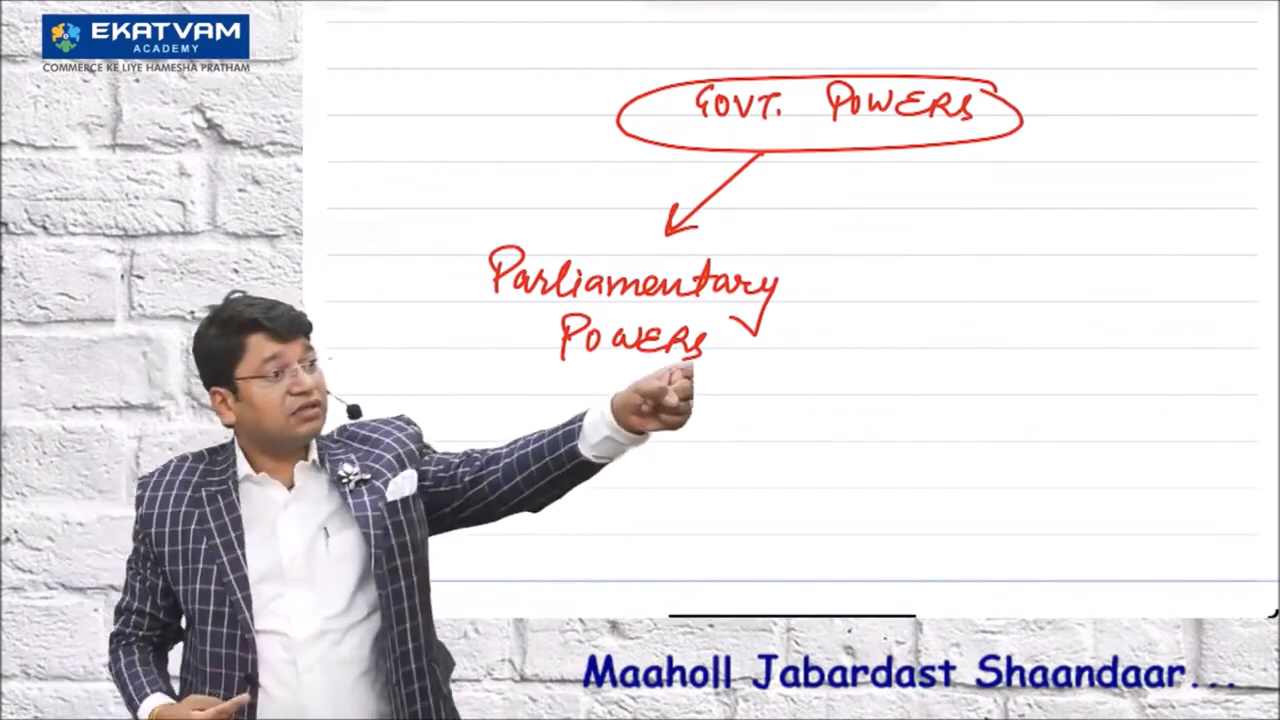 EKATVAM
ACADEMY
COMMERCE KE LIYE HAMESHA PRATHAM
GOVT. POWERS
Parliamentary
POWERS
Maaholl Jabardast Shaandaar...